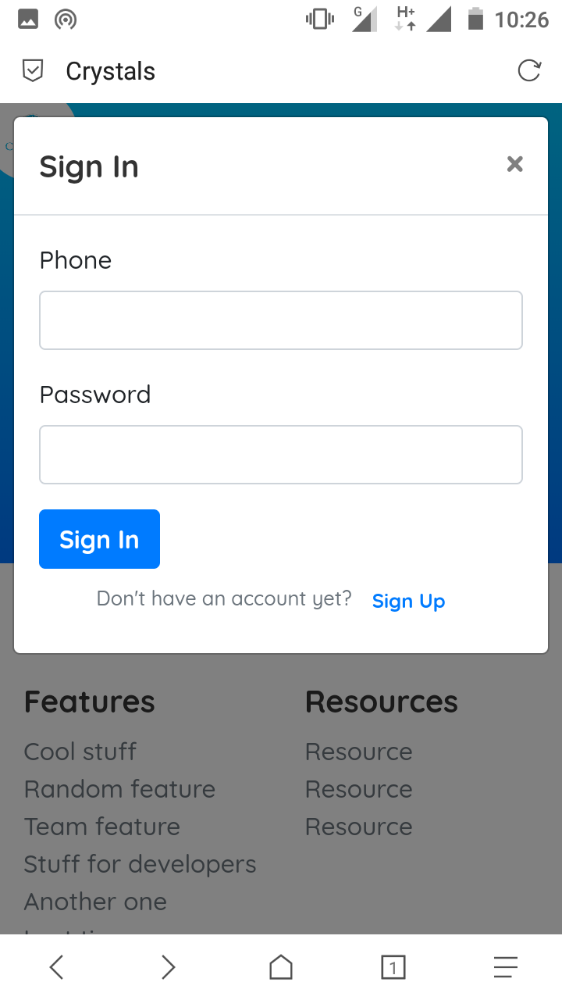 G H+ 10:26
Crystals
Sign In ×
Phone
Password
Sign In
Don't have an account yet? Sign Up
Features Resources
Cool stuff Resource
Random feature Resource
Team feature Resource
Stuff for developers
Another one
1